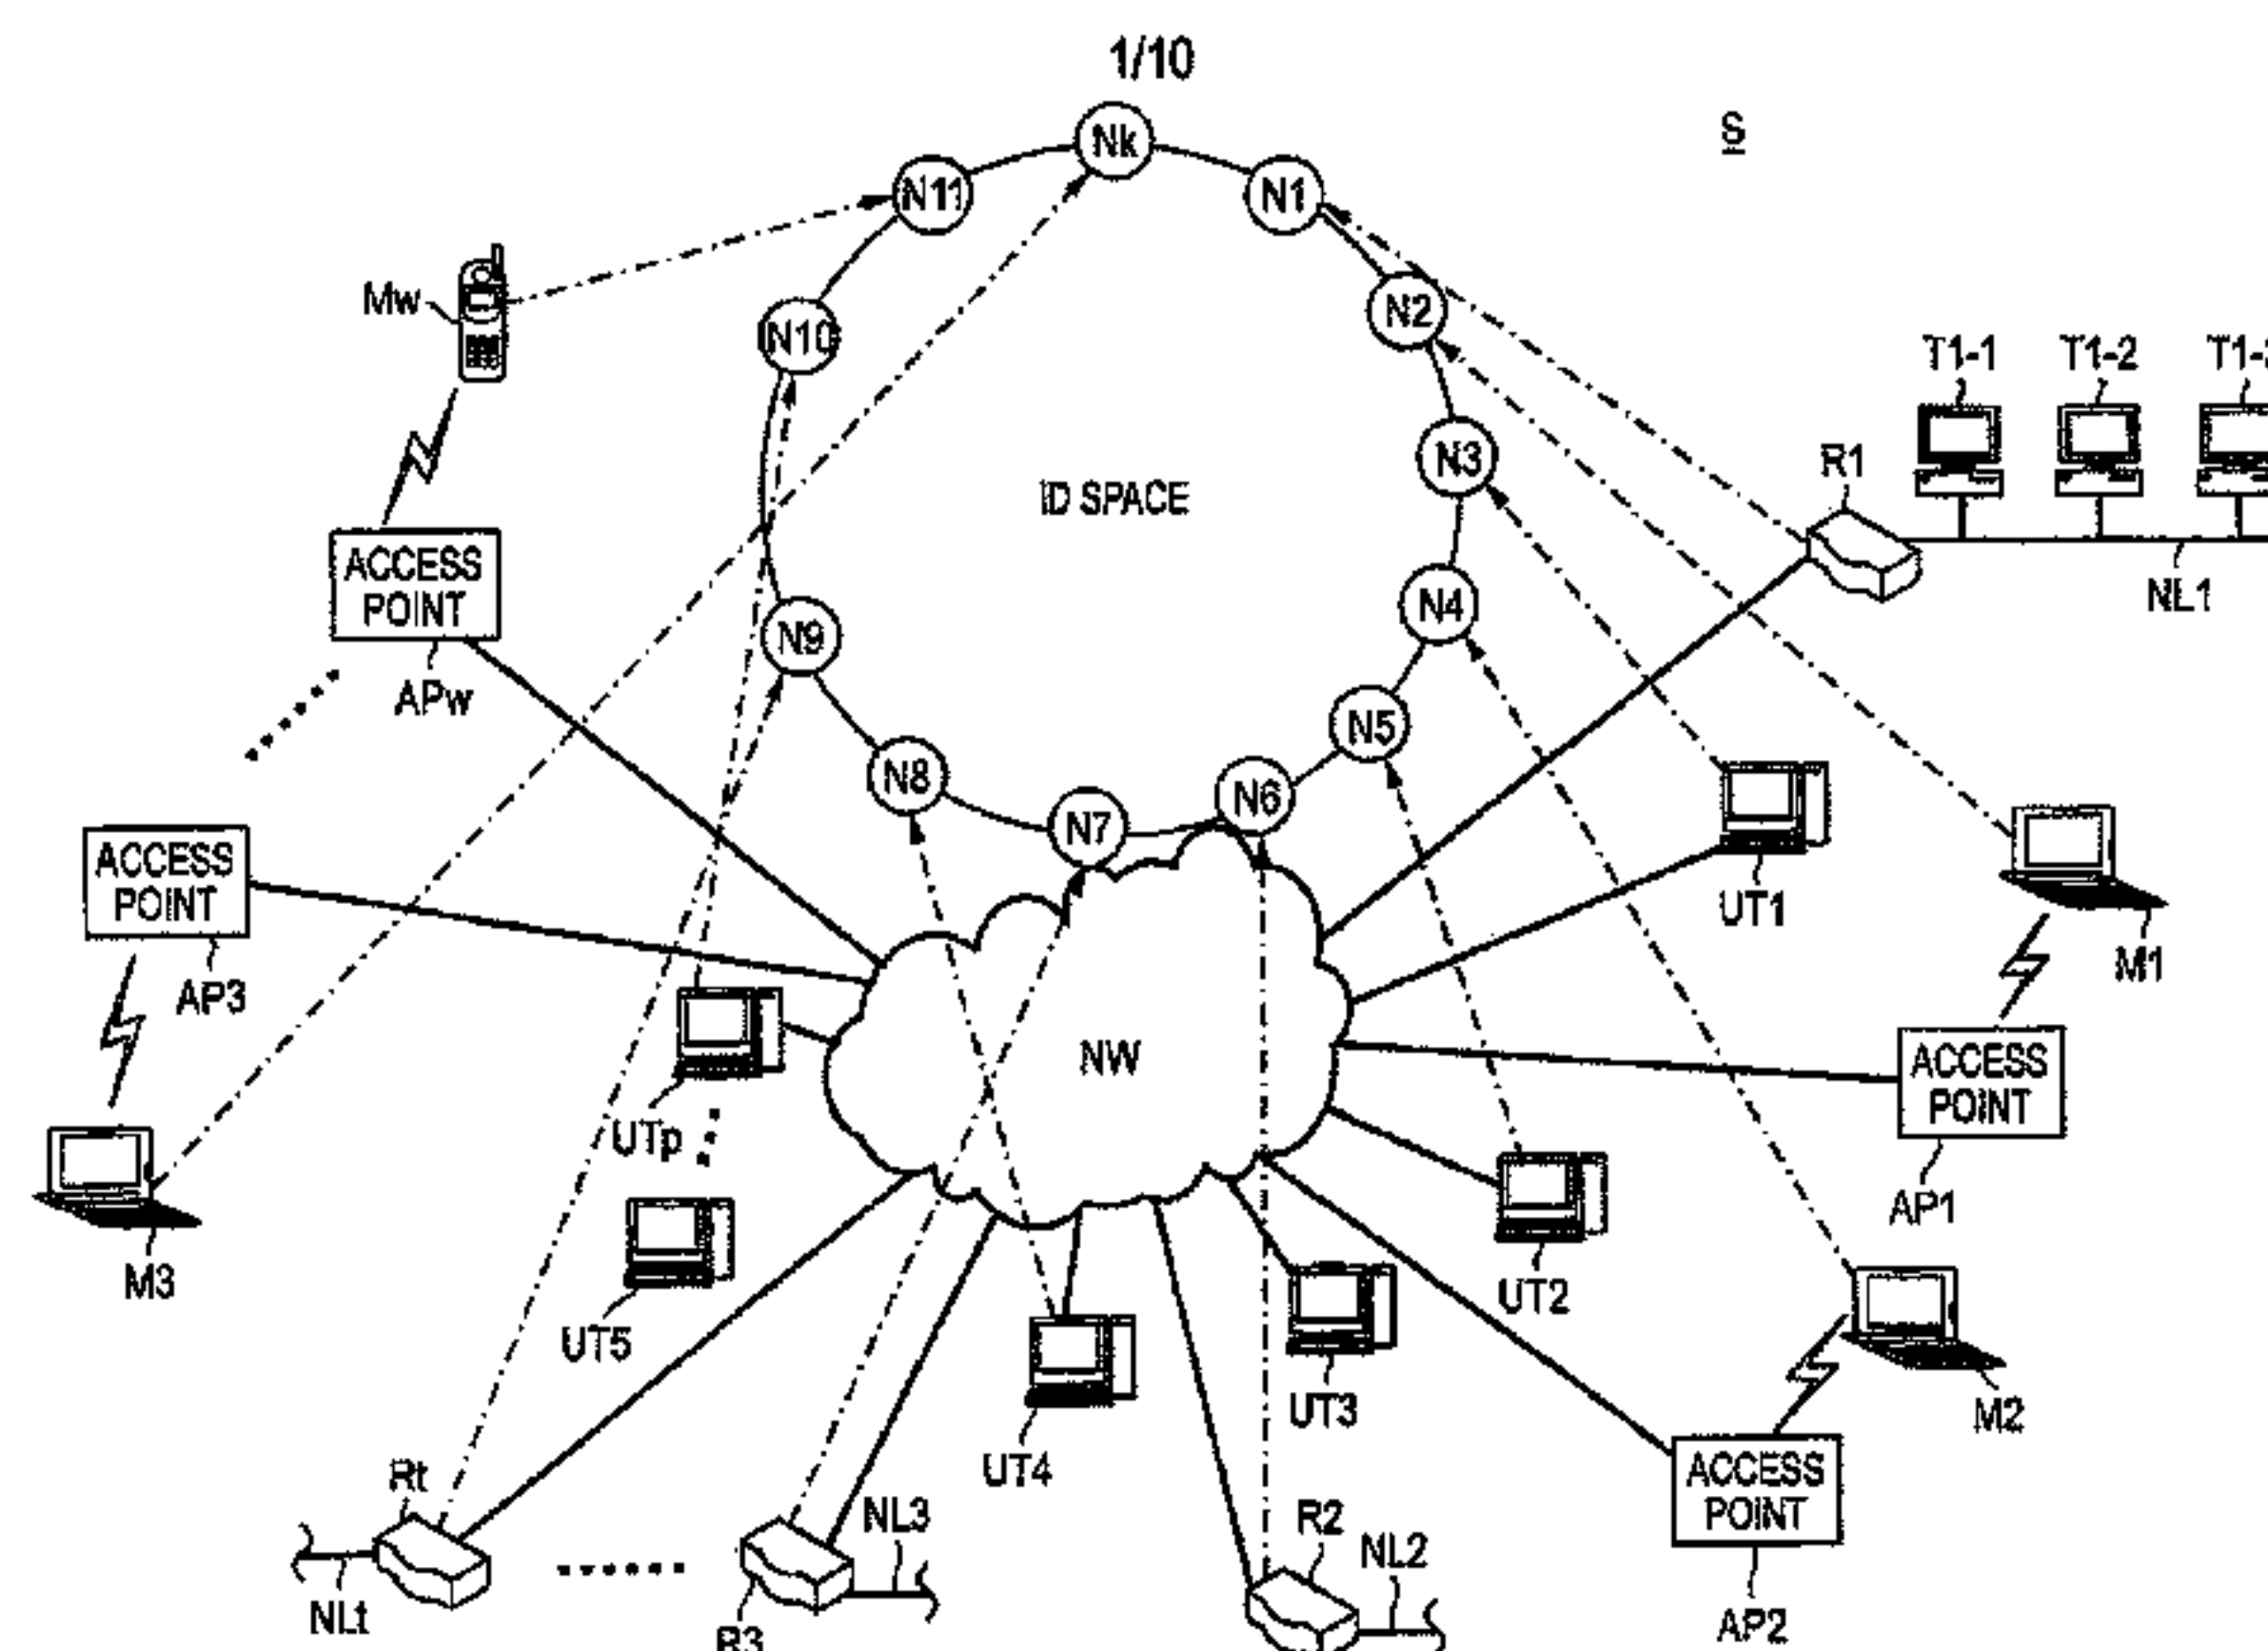 1/10
S
Nk
N11
N1
Mw
N10
N2
T1-1
T1-2
R1
N3
ID SPACE
ACCESS
POINT
N4
NL1
N9
APw
N5
N8
N6
N7
ACCESS
POINT
UT1
M1
AP3
NW
ACCESS
POINT
UTp
AP1
M3
UT2
UT5
UT3
M2
UT4
Rt
ACCESS
POINT
NL3
R2
NL2
NLt
R3
AP2